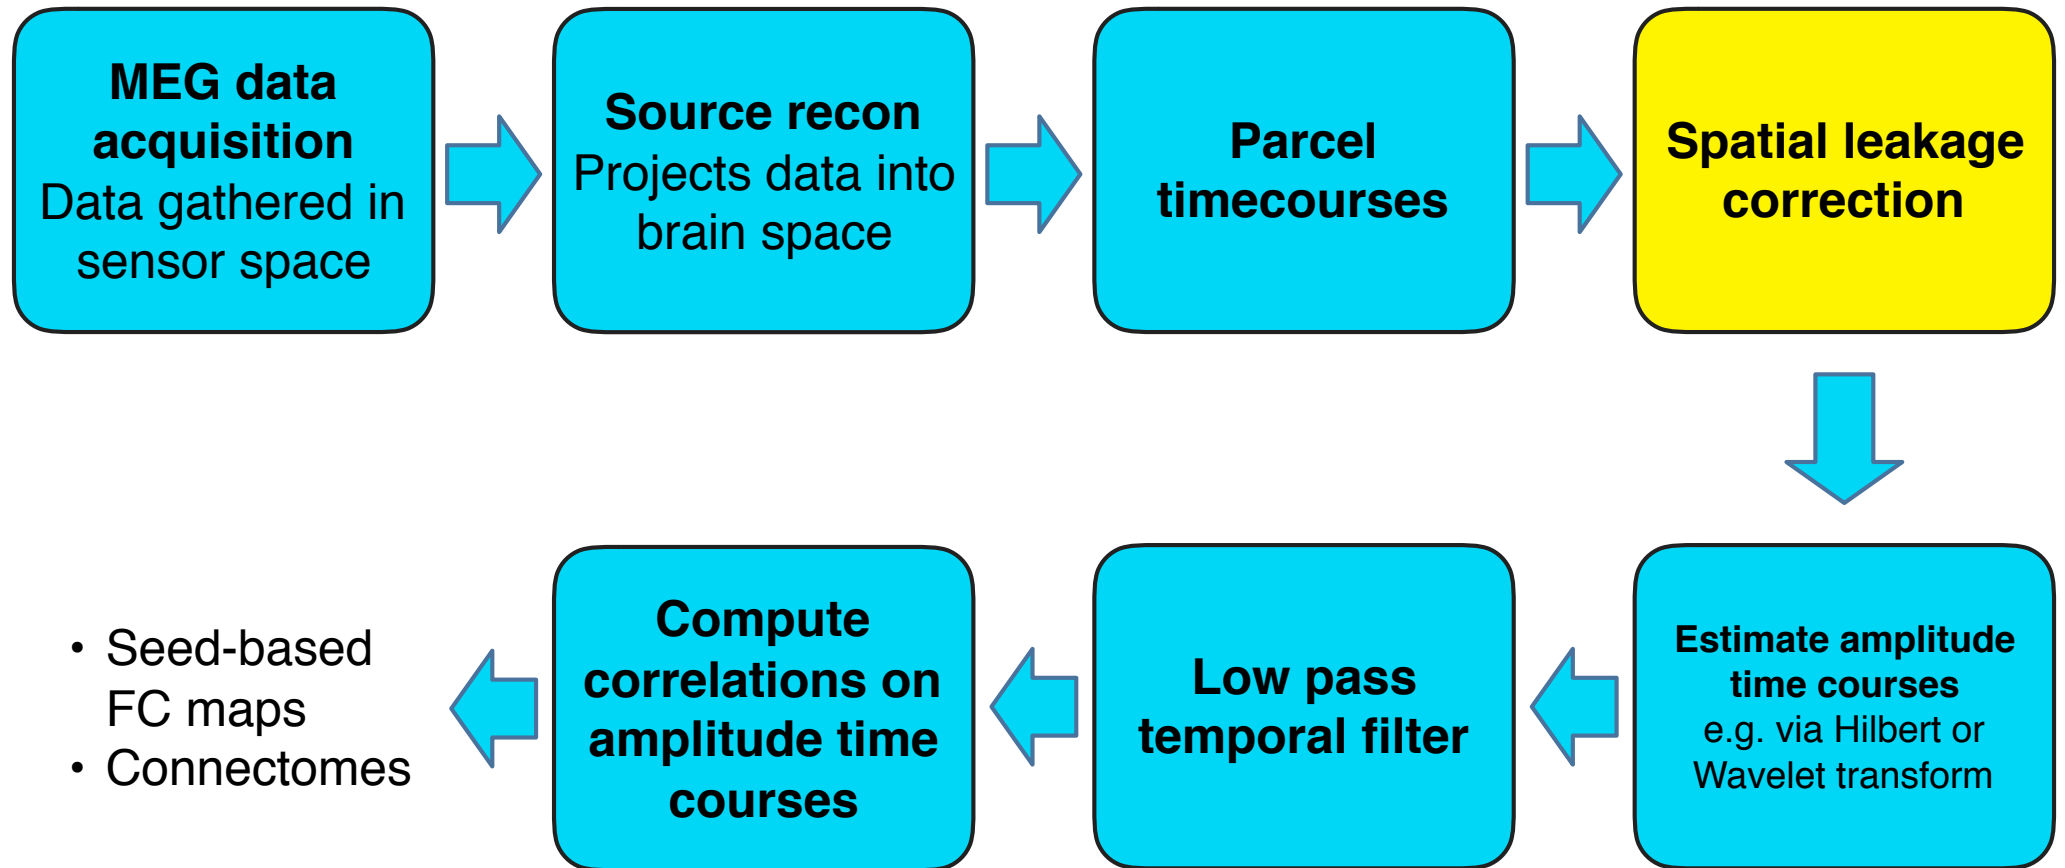 MEG data
acquisition
Data gathered in
sensor space
Source recon
Projects data into
brain space
Parcel
timecourses
Spatial leakage
correction
Estimate amplitude
time courses
e.g. via Hilbert or
Wavelet transform
Low pass
temporal filter
Compute
correlations on
amplitude time
courses
• Seed-based
FC maps
• Connectomes